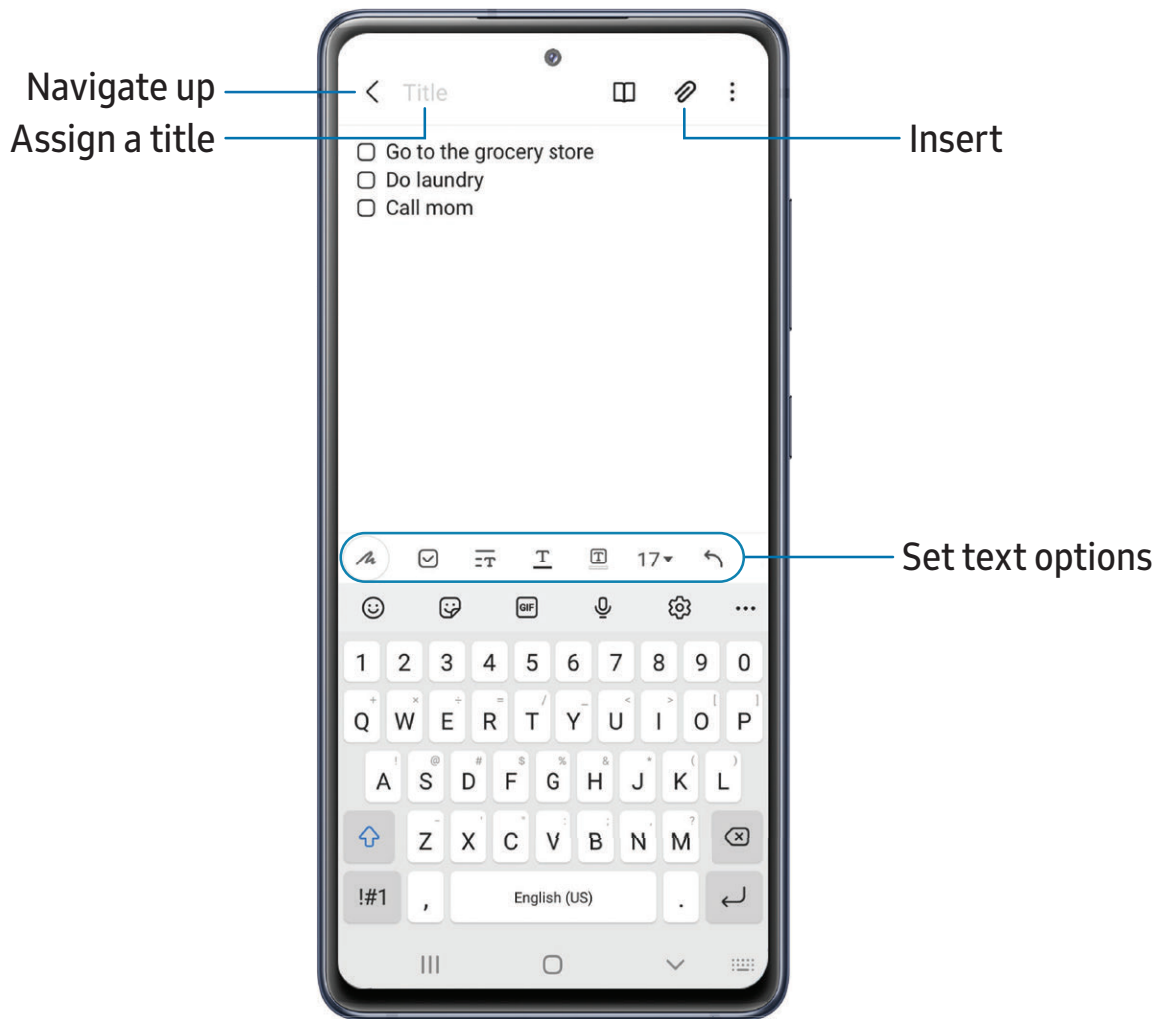 Navigate up
Title
Assign a title
Insert
Go to the grocery store
Do laundry
Call mom
T T T 17
Set text options
GIF
1 2 3 4 5 6 7 8 9 0
+ × ÷ = / _ < > [ ]
Q W E R T Y U I O P
! @ # $ % & * ( )
A S D F G H J K L
- ' " : ; , ?
Z X C V B N M
!#1 , English (US) .